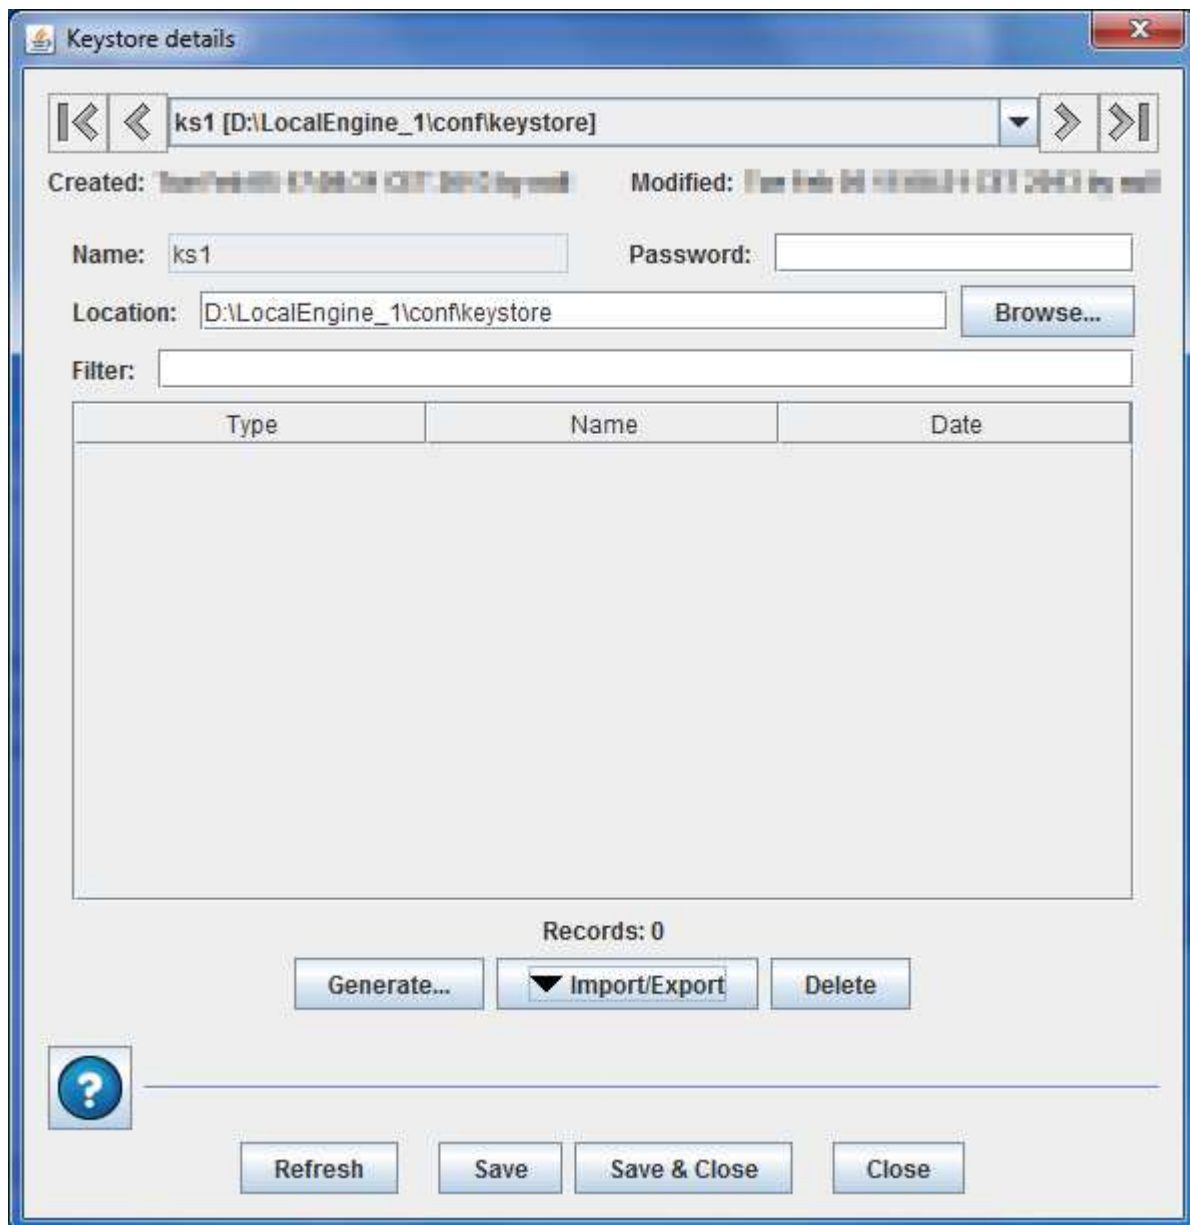 Keystore details
ks1 [D:\LocalEngine_1\conf\keystore]
Created: Modified:
Name: ks1 Password:
Location: D:\LocalEngine_1\conf\keystore Browse...
Filter:
Type Name Date
Records: 0
Generate... Import/Export Delete
?
Refresh Save Save & Close Close